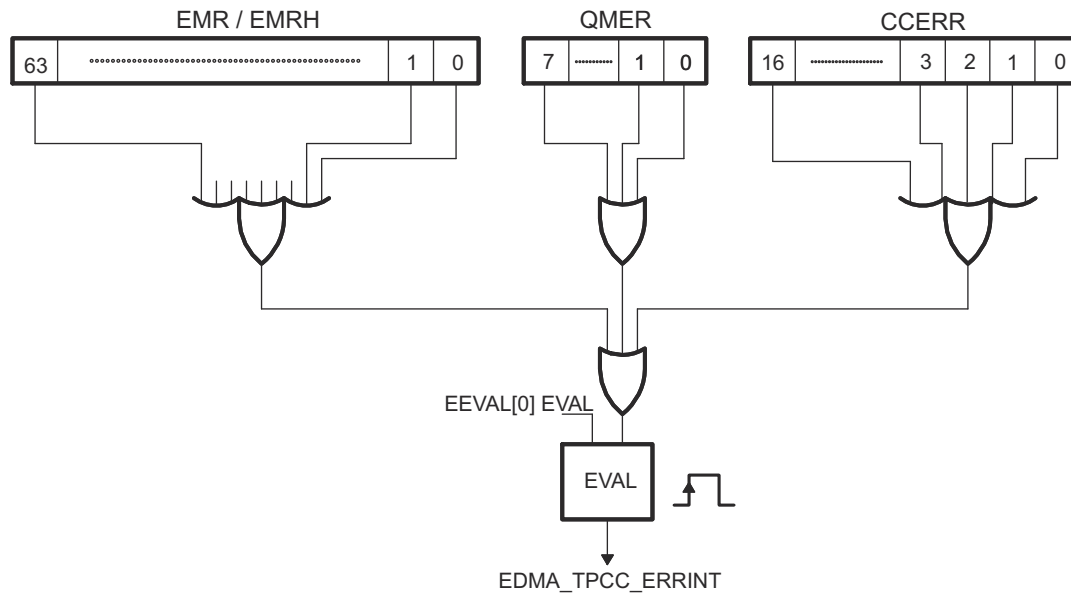 EMR / EMRH QMER CCERR
63 1 0 7 1 0 16 3 2 1 0
EEVAL[0] EVAL
EVAL
EDMA_TPCC_ERRINT